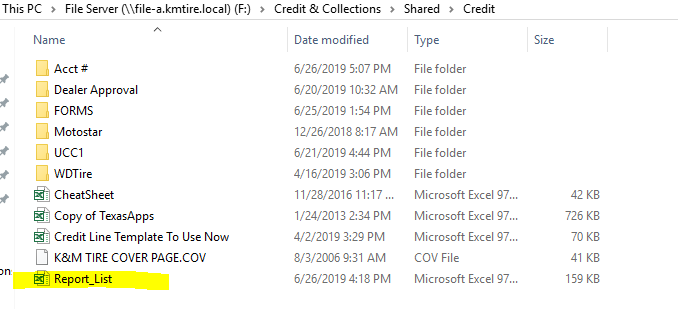 This PC > File Server (\\file-a.kmtire.local) (F:) > Credit & Collections > Shared > Credit
Name Date modified Type Size
Acct # 6/26/2019 5:07 PM File folder
Dealer Approval 6/20/2019 10:32 AM File folder
FORMS 6/25/2019 1:54 PM File folder
Motostar 12/26/2018 8:17 AM File folder
UCC1 6/21/2019 4:44 PM File folder
WDTire 4/16/2019 3:06 PM File folder
CheatSheet 11/28/2016 11:17 ... Microsoft Excel 97... 42 KB
Copy of TexasApps 1/24/2013 2:34 PM Microsoft Excel 97... 726 KB
Credit Line Template To Use Now 4/2/2019 3:29 PM Microsoft Excel 97... 70 KB
K&M TIRE COVER PAGE.COV 8/3/2006 9:31 AM COV File 41 KB
Report_List 6/26/2019 4:18 PM Microsoft Excel 97... 159 KB